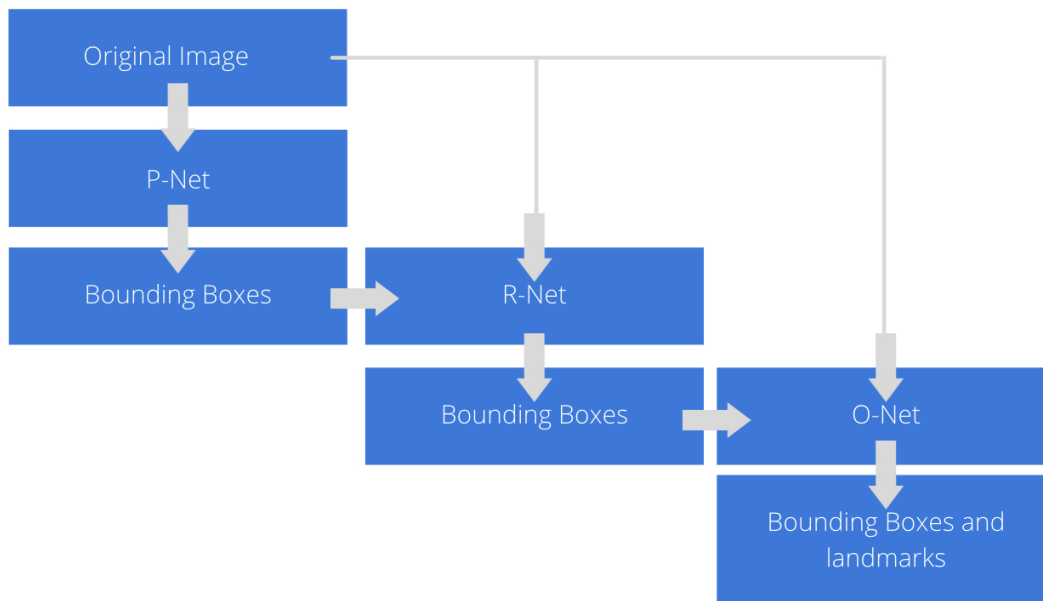 Original Image
P-Net
Bounding Boxes
R-Net
Bounding Boxes
O-Net
Bounding Boxes and
landmarks